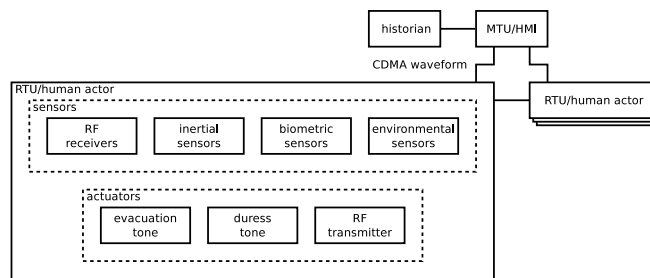 historian
MTU/HMI
CDMA waveform
RTU/human actor
RTU/human actor
sensors
RF
receivers
inertial
sensors
biometric
sensors
environmental
sensors
actuators
evacuation
tone
duress
tone
RF
transmitter